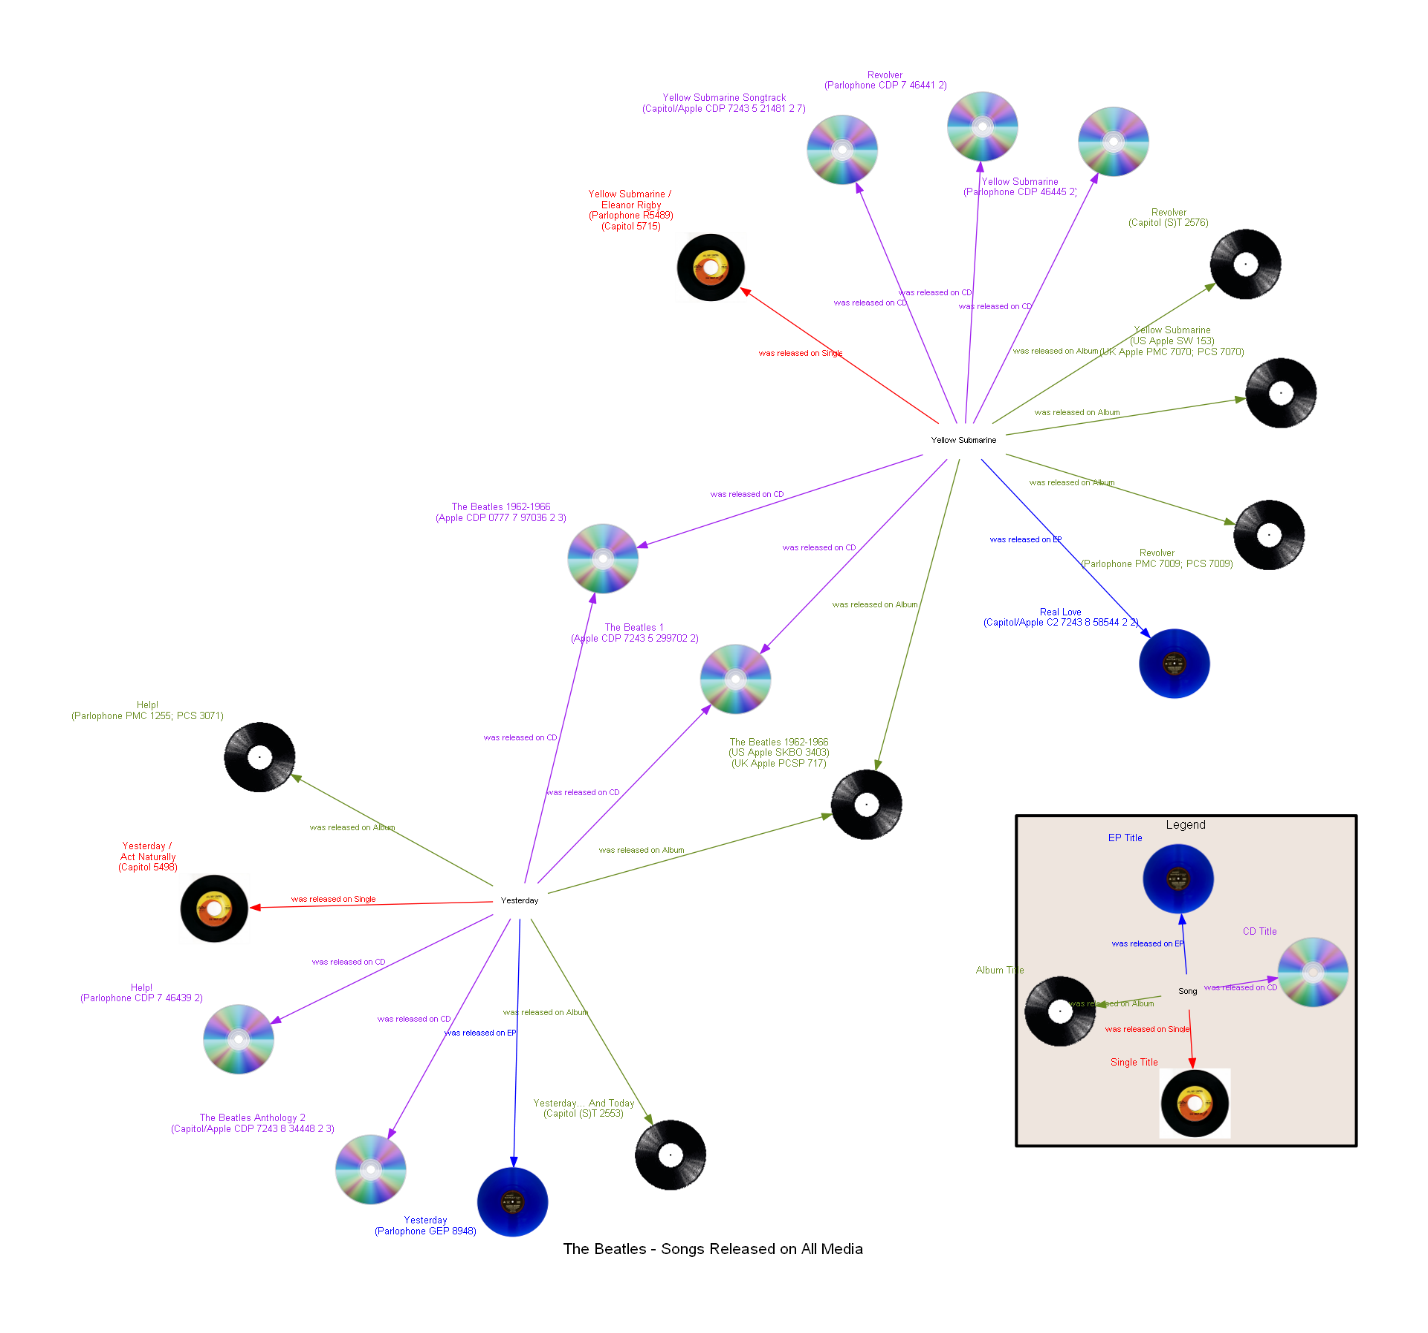 Revolver
(Parlophone CDP 7 46441 2)
Yellow Submarine Songtrack
(Capitol/Apple CDP 7243 5 21481 2 7)
Yellow Submarine
(Parlophone CDP 46445 2)
Yellow Submarine /
Eleanor Rigby
(Parlophone R5489)
(Capitol 5715)
Revolver
(Capitol (S)T 2576)
was released on CD
was released on CD
was released on CD
Yellow Submarine
(US Apple SW 153)
(UK Apple PMC 7070; PCS 7070)
was released on Album
was released on Single
was released on Album
Yellow Submarine
was released on Album
was released on CD
The Beatles 1962-1966
(Apple CDP 0777 7 97036 2 3)
was released on EP
was released on CD
Revolver
(Parlophone PMC 7009; PCS 7009)
was released on Album
Real Love
(Capitol/Apple C2 7243 8 58544 2 2)
The Beatles 1
(Apple CDP 7243 5 299702 2)
Help!
(Parlophone PMC 1255; PCS 3071)
was released on CD
The Beatles 1962-1966
(US Apple SKBO 3403)
(UK Apple PCSP 717)
was released on CD
was released on Album
Yesterday /
Act Naturally
(Capitol 5498)
was released on Album
was released on Single
Yesterday
was released on CD
Help!
(Parlophone CDP 7 46439 2)
was released on CD
was released on EP
was released on Album
The Beatles Anthology 2
(Capitol/Apple CDP 7243 8 34448 2 3)
Yesterday... And Today
(Capitol (S)T 2553)
Yesterday
(Parlophone GEP 8948)
Legend
EP Title
was released on EP
CD Title
Album Title
Song
was released on CD
was released on Album
was released on Single
Single Title
The Beatles - Songs Released on All Media